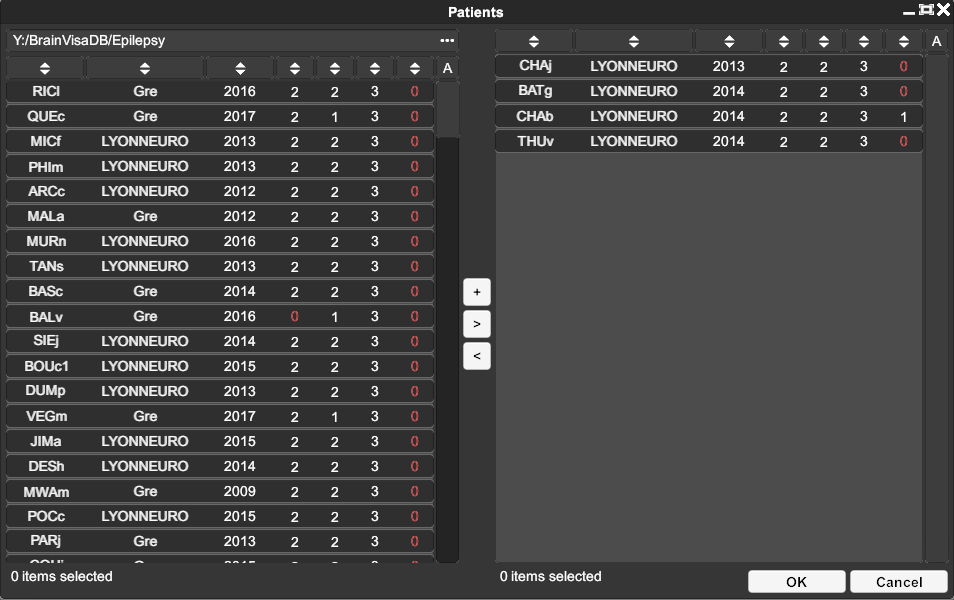 Patients
Y:/BrainVisaDB/Epilepsy ...
A
RICl Gre 2016 2 2 3 0
QUEc Gre 2017 2 1 3 0
MICf LYONNEURO 2013 2 2 3 0
PHIm LYONNEURO 2013 2 2 3 0
ARCc LYONNEURO 2012 2 2 3 0
MALa Gre 2012 2 2 3 0
MURn LYONNEURO 2016 2 2 3 0
TANs LYONNEURO 2013 2 2 3 0
BASc Gre 2014 2 2 3 0
BALv Gre 2016 0 1 3 0
SIEj LYONNEURO 2014 2 2 3 0
BOUc1 LYONNEURO 2015 2 2 3 0
DUMp LYONNEURO 2013 2 2 3 0
VEGm Gre 2017 2 1 3 0
JIMa LYONNEURO 2015 2 2 3 0
DESh LYONNEURO 2014 2 2 3 0
MWAm Gre 2009 2 2 3 0
POCc LYONNEURO 2015 2 2 3 0
PARj Gre 2013 2 2 3 0
0 items selected
+
>
<
A
CHAj LYONNEURO 2013 2 2 3 0
BATg LYONNEURO 2014 2 2 3 0
CHAb LYONNEURO 2014 2 2 3 1
THUv LYONNEURO 2014 2 2 3 0
0 items selected
OK Cancel